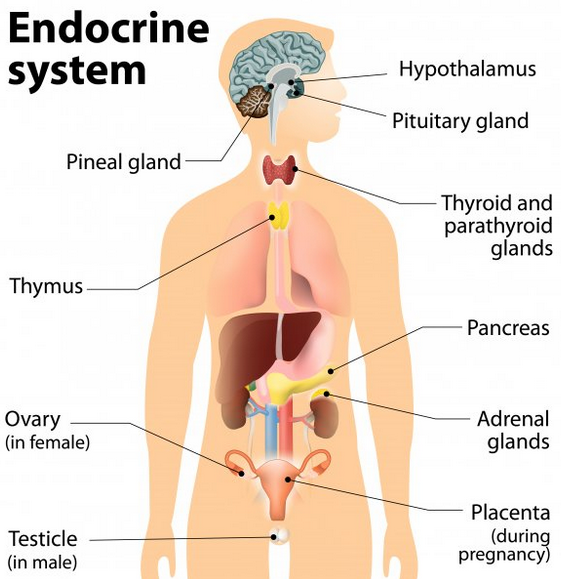 Endocrine
system
Hypothalamus
Pituitary gland
Pineal gland
Thyroid and
parathyroid
glands
Thymus
Pancreas
Ovary
(in female)
Adrenal
glands
Placenta
(during
pregnancy)
Testicle
(in male)